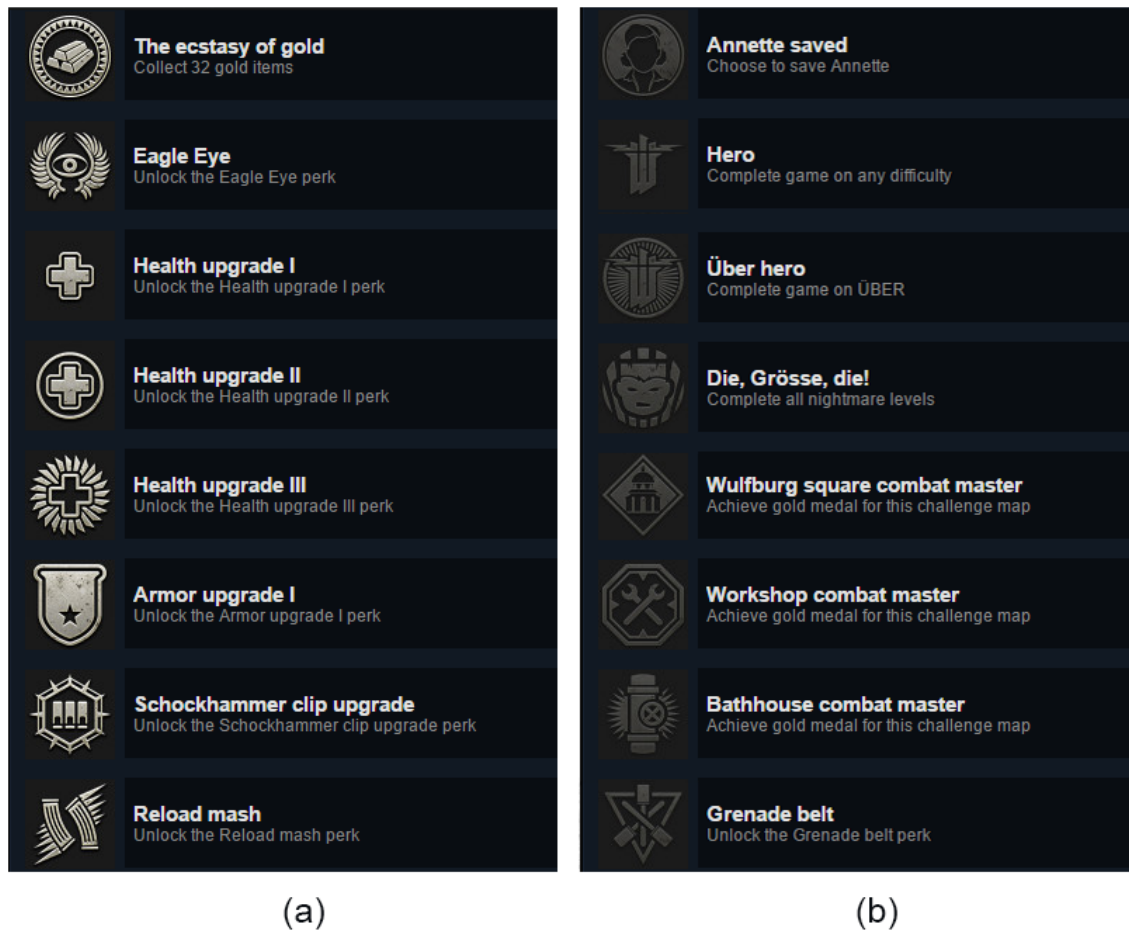 The ecstasy of gold
Collect 32 gold items
Eagle Eye
Unlock the Eagle Eye perk
Health upgrade I
Unlock the Health upgrade I perk
Health upgrade II
Unlock the Health upgrade II perk
Health upgrade III
Unlock the Health upgrade III perk
Armor upgrade I
Unlock the Armor upgrade I perk
Schockhammer clip upgrade
Unlock the Schockhammer clip upgrade perk
Reload mash
Unlock the Reload mash perk
(a)
Annette saved
Choose to save Annette
Hero
Complete game on any difficulty
Über hero
Complete game on ÜBER
Die, Grösse, die!
Complete all nightmare levels
Wulfburg square combat master
Achieve gold medal for this challenge map
Workshop combat master
Achieve gold medal for this challenge map
Bathhouse combat master
Achieve gold medal for this challenge map
Grenade belt
Unlock the Grenade belt perk
(b)